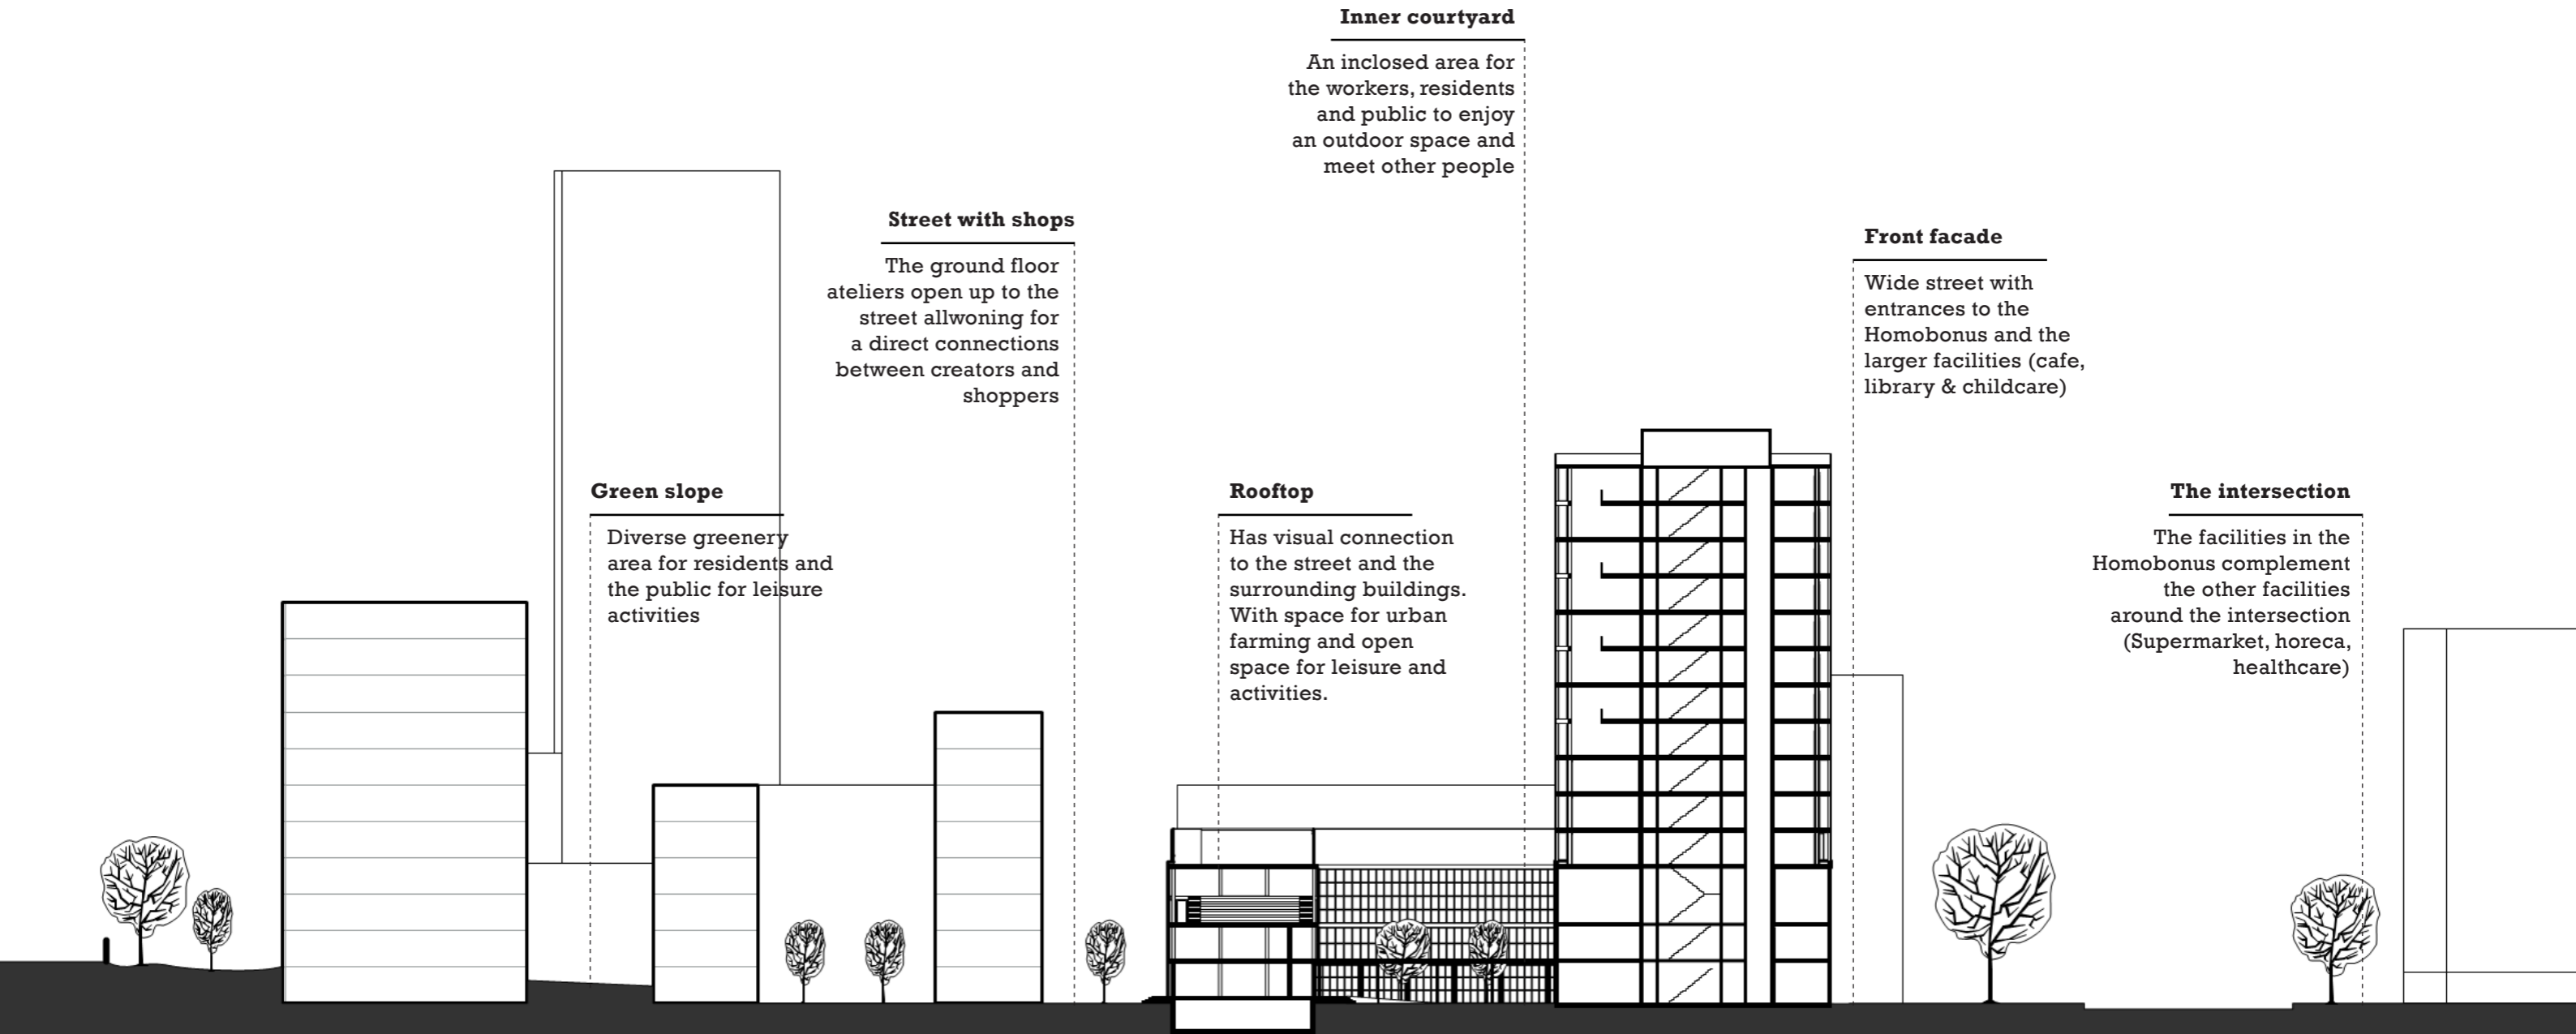 Inner courtyard
An inclosed area for
the workers, residents
and public to enjoy
an outdoor space and
meet other people
Street with shops
The ground floor
ateliers open up to the
street allwoning for
a direct connections
between creators and
shoppers
Front facade
Wide street with
entrances to the
Homobonus and the
larger facilities (cafe,
library & childcare)
Green slope
Diverse greenery
area for residents and
the public for leisure
activities
Rooftop
Has visual connection
to the street and the
surrounding buildings.
With space for urban
farming and open
space for leisure and
activities.
The intersection
The facilities in the
Homobonus complement
the other facilities
around the intersection
(Supermarket, horeca,
healthcare)